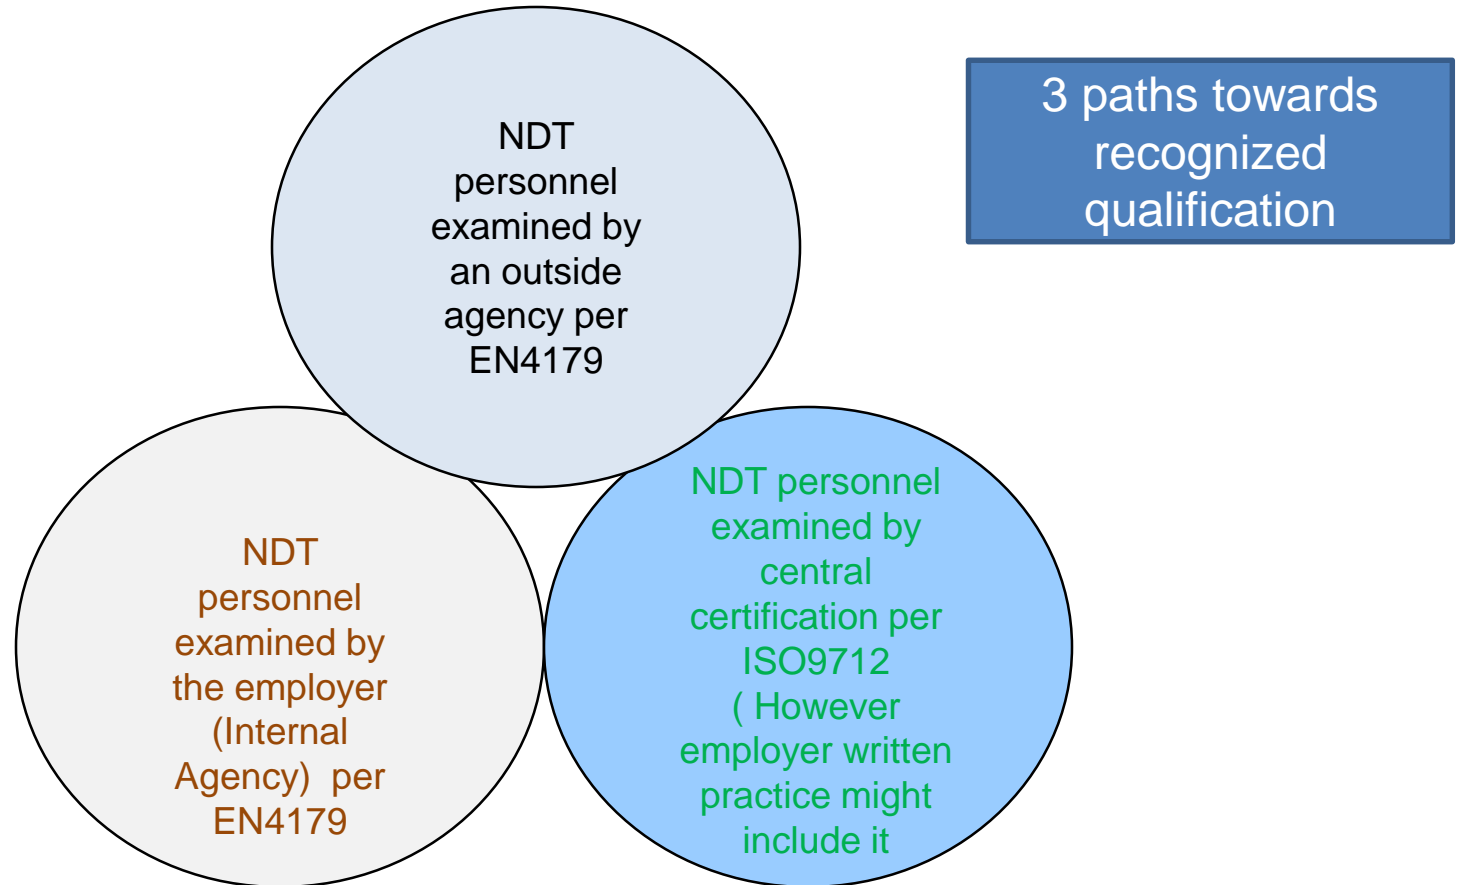 3 paths towards
recognized
qualification
NDT
personnel
examined by
an outside
agency per
EN4179
NDT
personnel
examined by
the employer
(Internal
Agency)  per
EN4179
NDT personnel
examined by
central
certification per
ISO9712
( However
employer written
practice might
include it